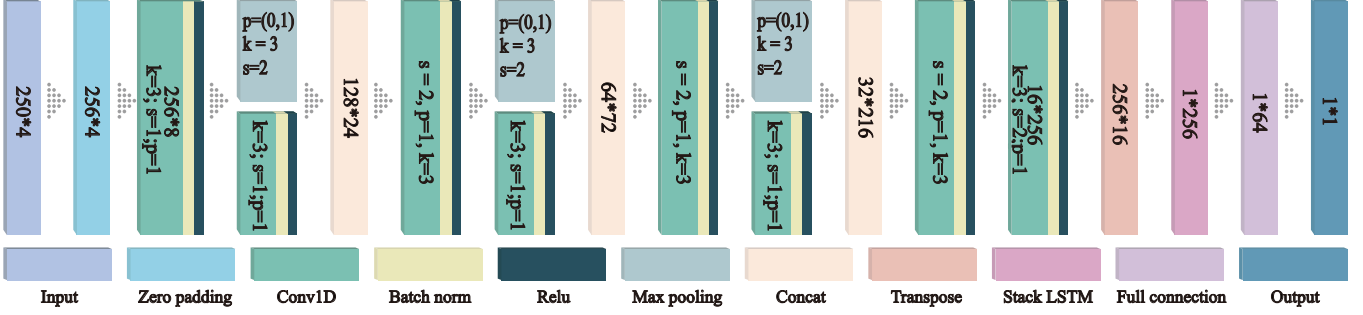 250*4
256*4
256*8
k=3; s=1;p=1
p=(0,1)
k = 3
s=2
k=3; s=1;p=1
128*24
s = 2, p=1, k=3
p=(0,1)
k = 3
s=2
k=3; s=1;p=1
64*72
s = 2, p=1, k=3
p=(0,1)
k = 3
s=2
k=3; s=1;p=1
32*216
s = 2, p=1, k=3
16*256
k=3; s=2;p=1
256*16
1*256
1*64
1*1
Input
Zero padding
Conv1D
Batch norm
Relu
Max pooling
Concat
Transpose
Stack LSTM
Full connection
Output